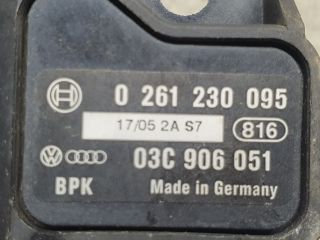 0 261 230 095
17/05 2A S7 816
03C 906 051
BPK Made in Germany